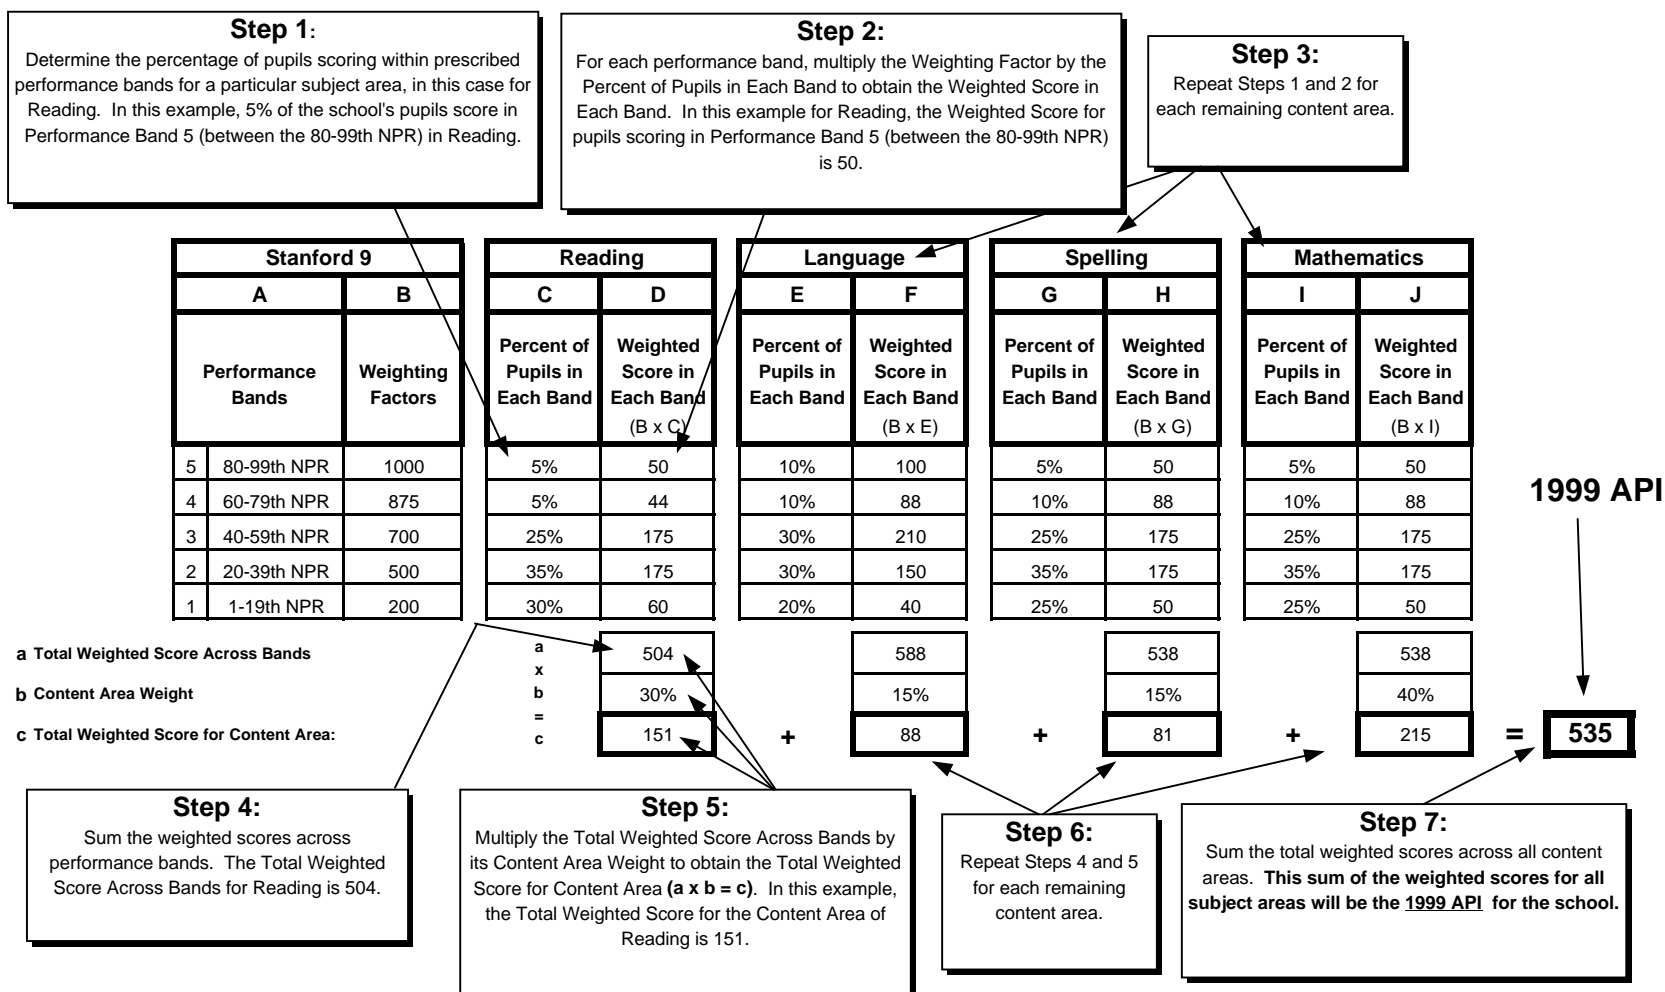 Step 1:
Determine the percentage of pupils scoring within prescribed
performance bands for a particular subject area, in this case for
Reading. In this example, 5% of the school's pupils score in
Performance Band 5 (between the 80-99th NPR) in Reading.
Step 2:
For each performance band, multiply the Weighting Factor by the
Percent of Pupils in Each Band to obtain the Weighted Score in
Each Band. In this example for Reading, the Weighted Score for
pupils scoring in Performance Band 5 (between the 80-99th NPR)
is 50.
Step 3:
Repeat Steps 1 and 2 for
each remaining content area.
Stanford 9 Reading Language Spelling Mathematics
A B C D E F G H I J
Performance
Bands
Weighting
Factors
Percent of
Pupils in
Each Band
Weighted
Score in
Each Band
(B x C)
Percent of
Pupils in
Each Band
Weighted
Score in
Each Band
(B x E)
Percent of
Pupils in
Each Band
Weighted
Score in
Each Band
(B x G)
Percent of
Pupils in
Each Band
Weighted
Score in
Each Band
(B x I)
5 80-99th NPR 1000 5% 50 10% 100 5% 50 5% 50
4 60-79th NPR 875 5% 44 10% 88 10% 88 10% 88
3 40-59th NPR 700 25% 175 30% 210 25% 175 25% 175
2 20-39th NPR 500 35% 175 30% 150 35% 175 35% 175
1 1-19th NPR 200 30% 60 20% 40 25% 50 25% 50
1999 API
a Total Weighted Score Across Bands a 504 588 538 538
x
b Content Area Weight b 30% 15% 15% 40%
=
c Total Weighted Score for Content Area: c 151 + 88 + 81 + 215 = 535
Step 4:
Sum the weighted scores across
performance bands. The Total Weighted
Score Across Bands for Reading is 504.
Step 5:
Multiply the Total Weighted Score Across Bands by
its Content Area Weight to obtain the Total Weighted
Score for Content Area (a x b = c). In this example,
the Total Weighted Score for the Content Area of
Reading is 151.
Step 6:
Repeat Steps 4 and 5
for each remaining
content area.
Step 7:
Sum the total weighted scores across all content
areas. This sum of the weighted scores for all
subject areas will be the 1999 API for the school.